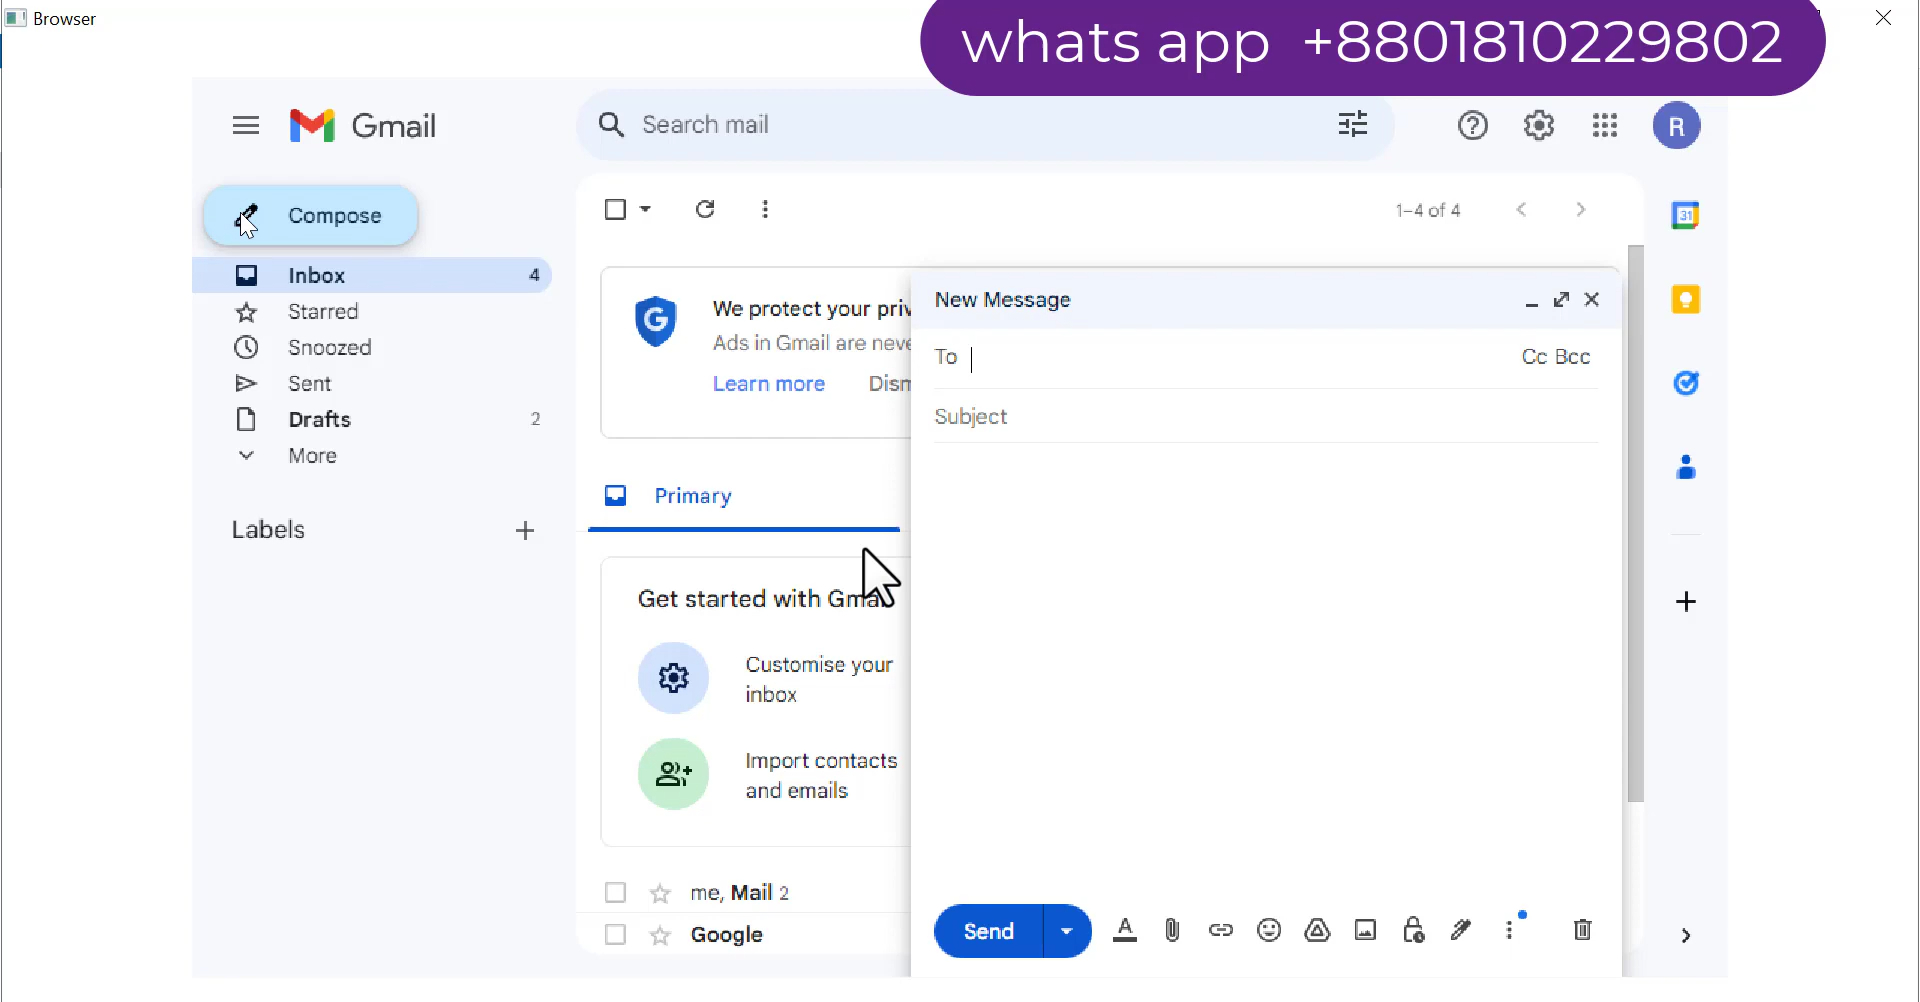 Browser
whats app +8801810229802
Gmail
Search mail
R
Compose
1-4 of 4
31
Inbox 4
Starred
Snoozed
Sent
Drafts 2
More
Labels
G
We protect your priv
Ads in Gmail are neve
Learn more Dism
Primary
Get started with Gmai
Customise your
inbox
Import contacts
and emails
me, Mail 2
Google
New Message
To Cc Bcc
Subject
Send
A